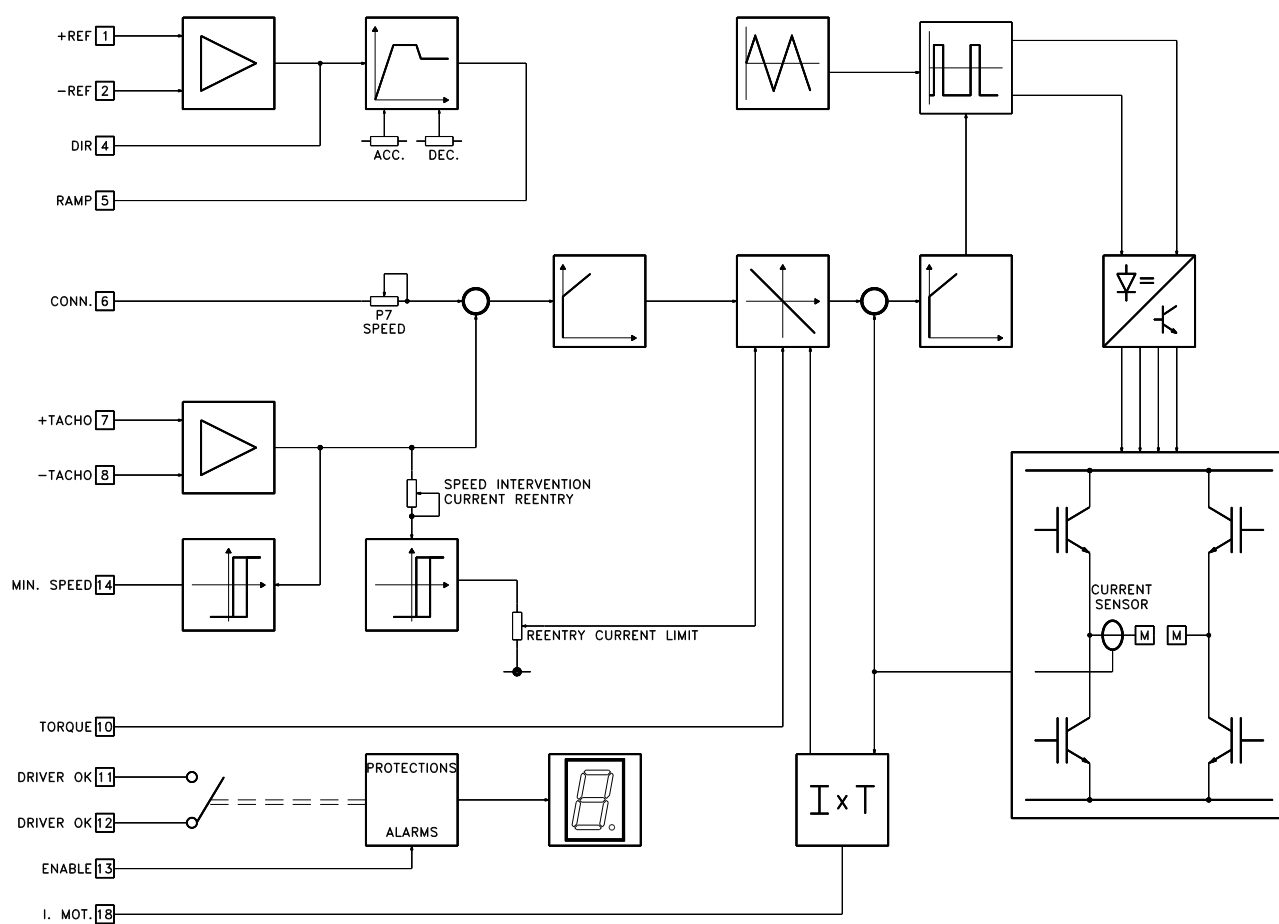 +REF 1
-REF 2
DIR 4
ACC. DEC.
RAMP 5
CONN. 6
P7
SPEED
+TACHO 7
-TACHO 8
SPEED INTERVENTION
CURRENT REENTRY
MIN. SPEED 14
CURRENT
SENSOR
REENTRY CURRENT LIMIT
M M
TORQUE 10
DRIVER OK 11
PROTECTIONS
I x T
DRIVER OK 12
ALARMS
ENABLE 13
I. MOT. 18